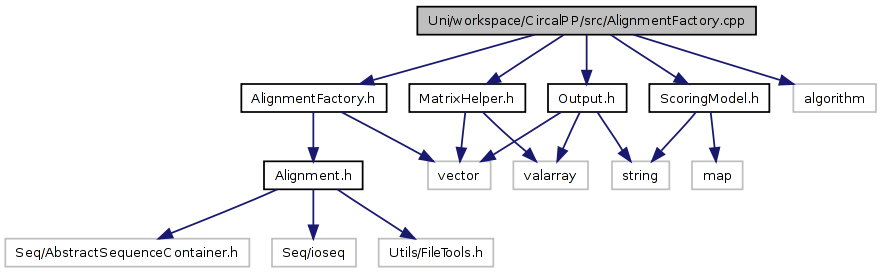 Uni/workspace/CircalPP/src/AlignmentFactory.cpp
AlignmentFactory.h
MatrixHelper.h
Output.h
ScoringModel.h
algorithm
vector
valarray
string
map
Alignment.h
Seq/AbstractSequenceContainer.h
Seq/ioseq
Utils/FileTools.h